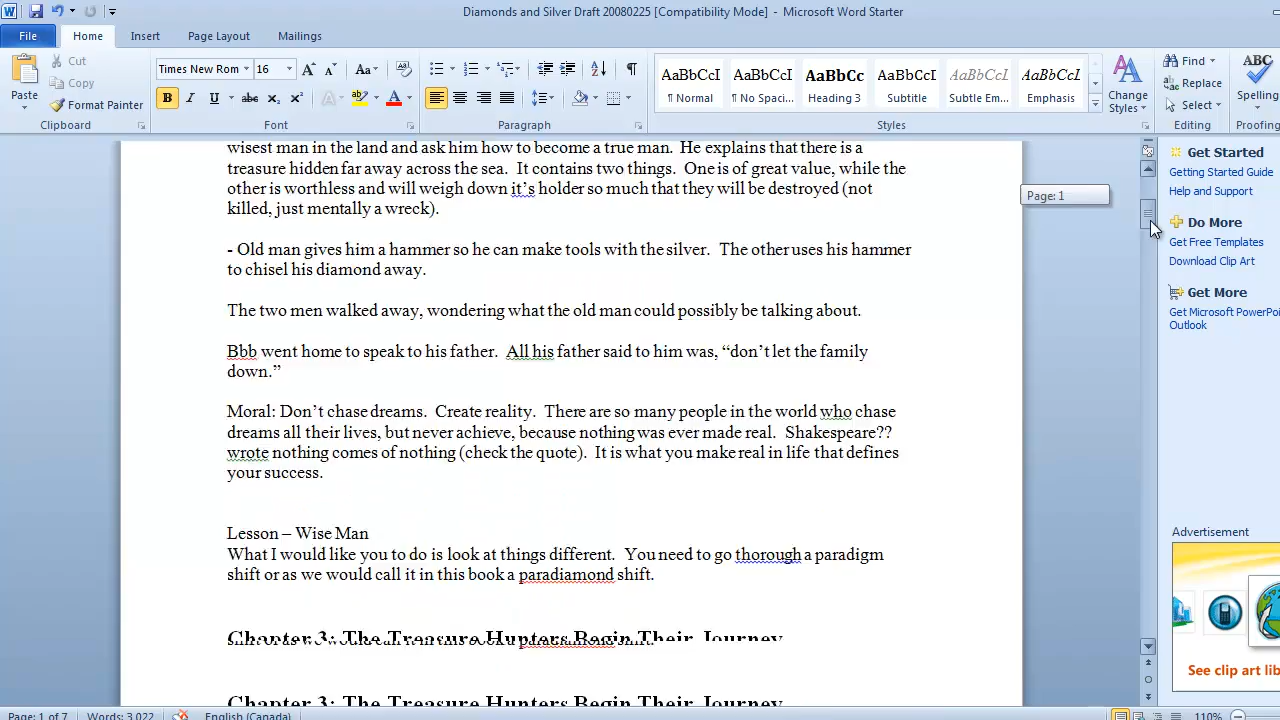 Diamonds and Silver Draft 20080225 [Compatibility Mode] - Microsoft Word Starter
File Home Insert Page Layout Mailings
Paste Cut Copy Format Painter Clipboard
Times New Rom 16 Font
Paragraph
AaBbCcI AaBbCcI AaBbCc AaBbCcI AaBbCcI AaBbCcI
¶ Normal ¶ No Spaci... Heading 3 Subtitle Subtle Em... Emphasis
Styles Change Styles
Find Replace Select Editing
Spelling Proofing
wisest man in the land and ask him how to become a true man. He explains that there is a
treasure hidden far away across the sea. It contains two things. One is of great value, while the
other is worthless and will weigh down it's holder so much that they will be destroyed (not
killed, just mentally a wreck).
- Old man gives him a hammer so he can make tools with the silver. The other uses his hammer
to chisel his diamond away.
The two men walked away, wondering what the old man could possibly be talking about.
Bbb went home to speak to his father. All his father said to him was, “don't let the family
down.”
Moral: Don't chase dreams. Create reality. There are so many people in the world who chase
dreams all their lives, but never achieve, because nothing was ever made real. Shakespeare??
wrote nothing comes of nothing (check the quote). It is what you make real in life that defines
your success.
Lesson – Wise Man
What I would like you to do is look at things different. You need to go thorough a paradigm
shift or as we would call it in this book a paradiamond shift.
Chapter 3: The Treasure Hunters Begin Their Journey
Chapter 3: The Treasure Hunters Begin Their Journey
Page: 1
Get Started
Getting Started Guide
Help and Support
Do More
Get Free Templates
Download Clip Art
Get More
Get Microsoft PowerPoi
Outlook
Advertisement
See clip art lib
Page: 1 of 7 Words: 3,022 English (Canada) 110%